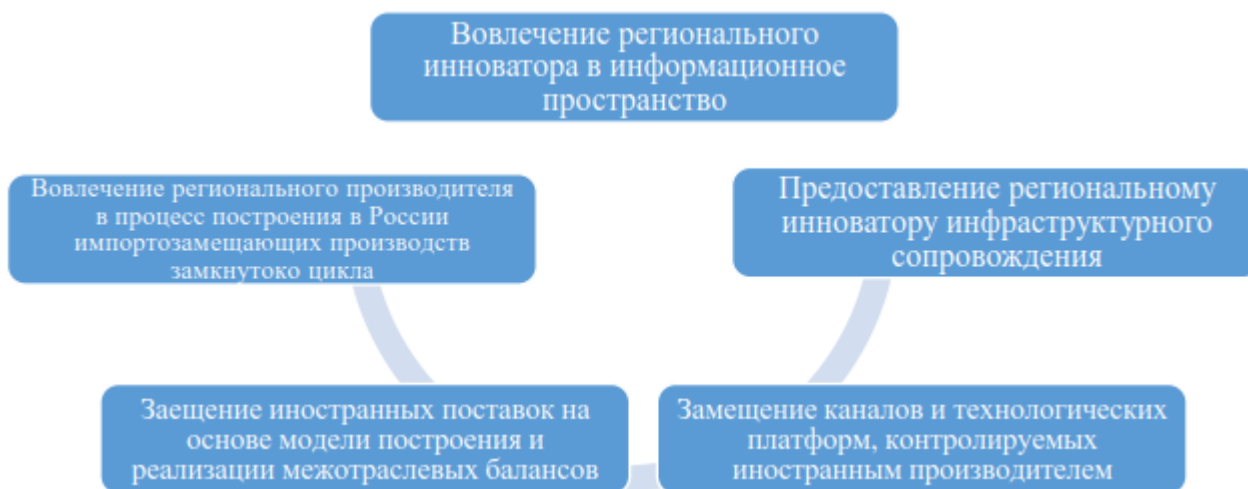 Вовлечение регионального
инноватора в информационное
пространство
Вовлечение регионального производителя
в процесс построения в России
импортозамещающих производств
замкнутоко цикла
Предоставление региональному
инноватору инфраструктурного
сопровождения
Заещение иностранных поставок на
основе модели построения и
реализации межотраслевых балансов
Замещение каналов и технологических
платформ, контролируемых
иностранным производителем